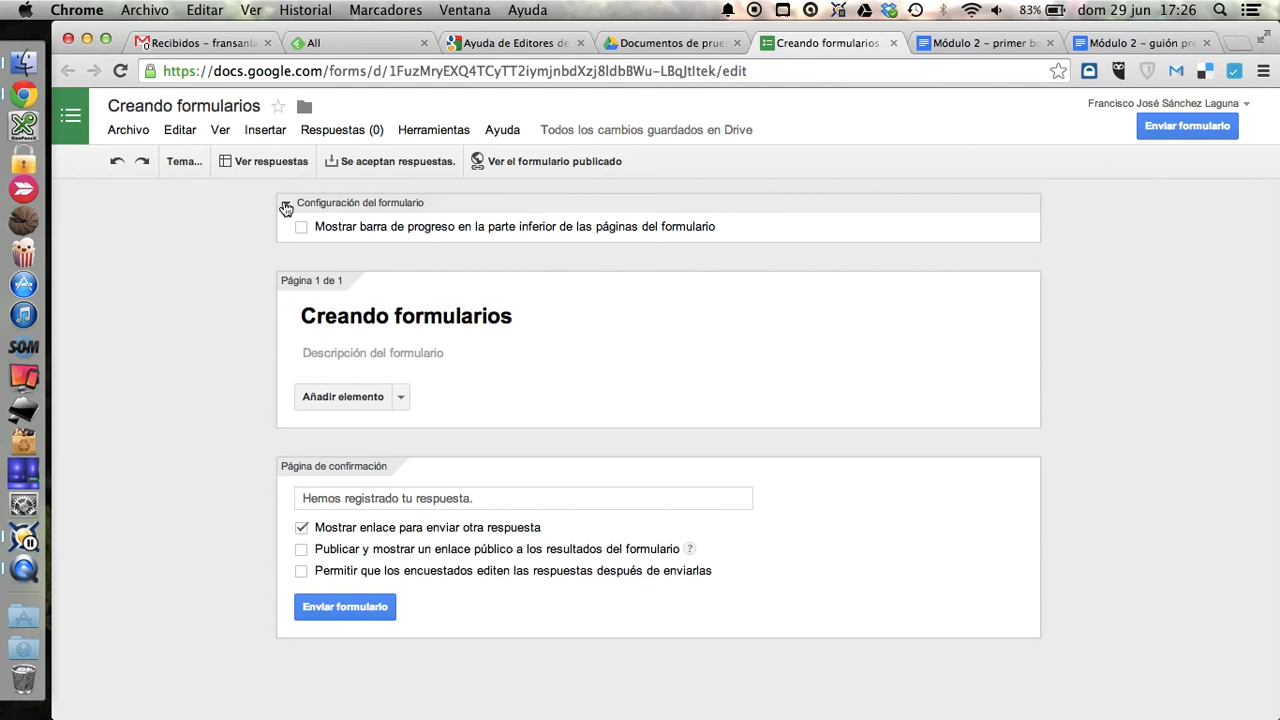 Chrome Archivo Editar Ver Historial Marcadores Ventana Ayuda 83% dom 29 jun 17:26
Recibidos – fransanla
All
Ayuda de Editores de
Documentos de prue
Creando formularios
Módulo 2 – primer bo
Módulo 2 – guión pro
https://docs.google.com/forms/d/1FuzMryEXQ4TCyTT2iymjnbdXzj8ldbBWu-LBqJtltek/edit
Creando formularios
Francisco José Sánchez Laguna
Archivo Editar Ver Insertar Respuestas (0) Herramientas Ayuda Todos los cambios guardados en Drive
Enviar formulario
Tema... Ver respuestas Se aceptan respuestas. Ver el formulario publicado
Configuración del formulario
Mostrar barra de progreso en la parte inferior de las páginas del formulario
Página 1 de 1
Creando formularios
Descripción del formulario
Añadir elemento
Página de confirmación
Hemos registrado tu respuesta.
Mostrar enlace para enviar otra respuesta
Publicar y mostrar un enlace público a los resultados del formulario ?
Permitir que los encuestados editen las respuestas después de enviarlas
Enviar formulario
SOM